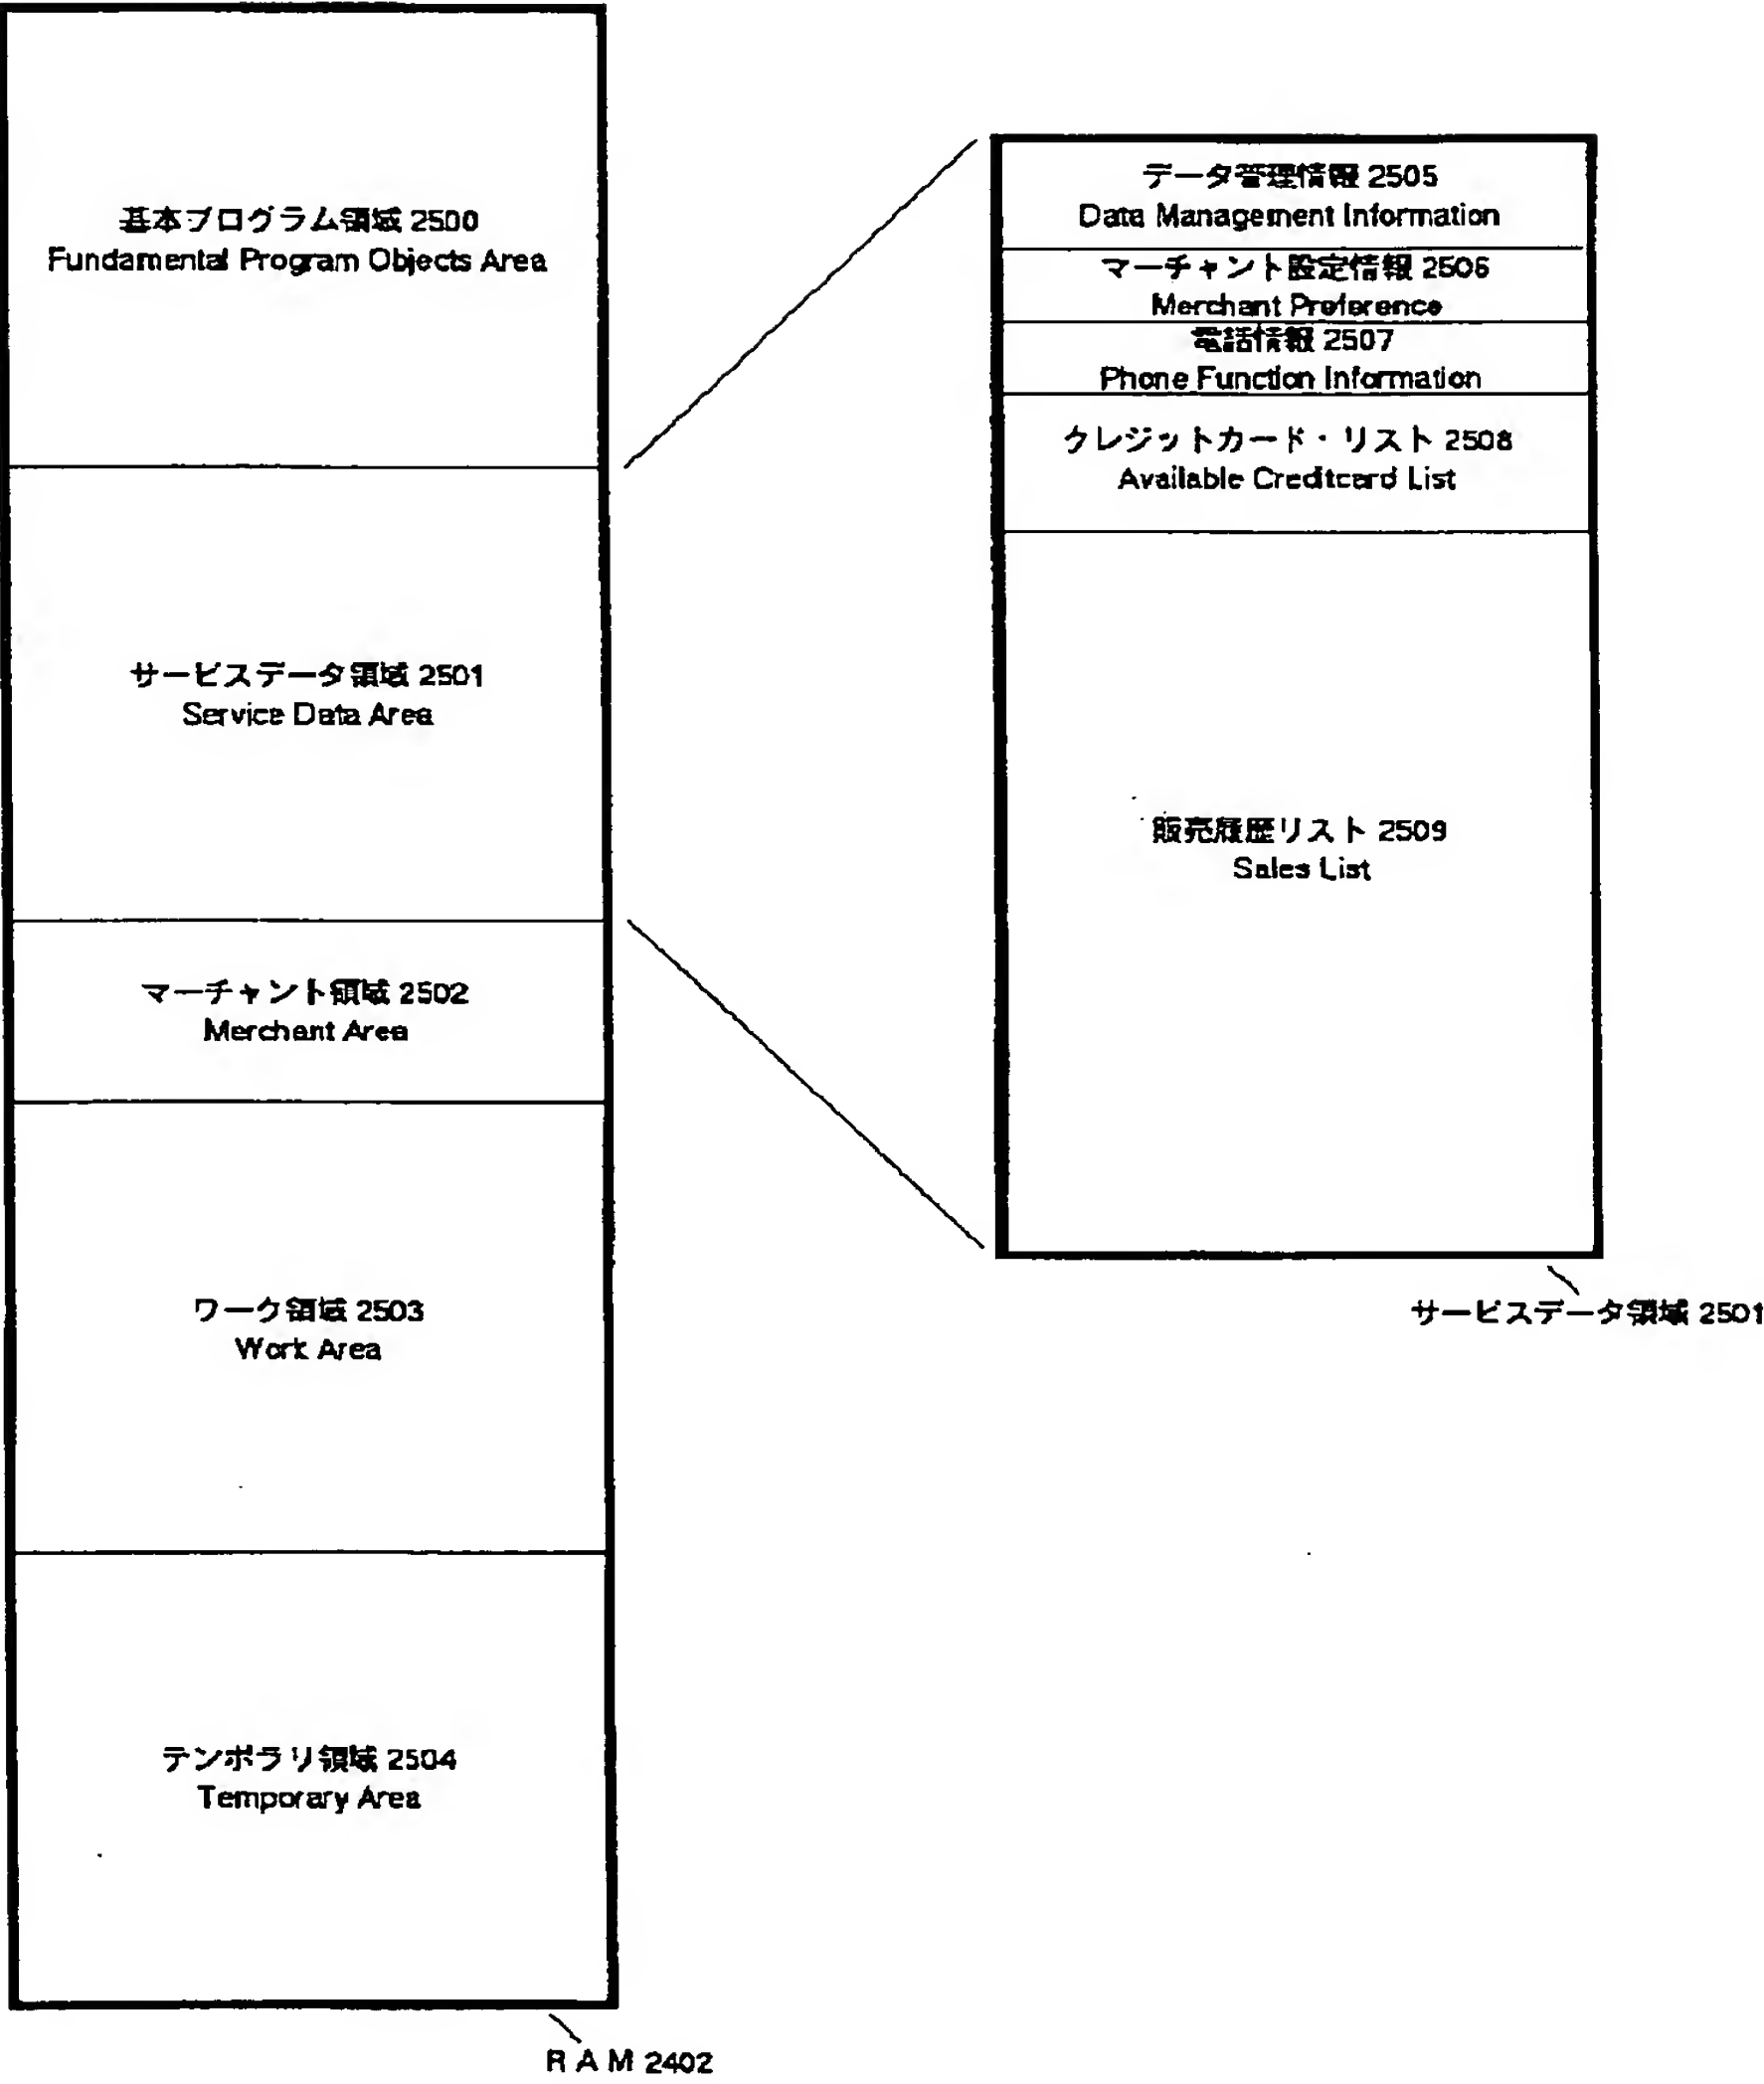 基本プログラム領域 2500
Fundamental Program Objects Area
サービスデータ領域 2501
Service Data Area
マーチャント領域 2502
Merchant Area
ワーク領域 2503
Work Area
テンポラリ領域 2504
Temporary Area
RAM 2402
データ管理情報 2505
Data Management Information
マーチャント設定情報 2506
Merchant Preference
電話情報 2507
Phone Function Information
クレジットカード・リスト 2508
Available Creditcard List
販売履歴リスト 2509
Sales List
サービスデータ領域 2501